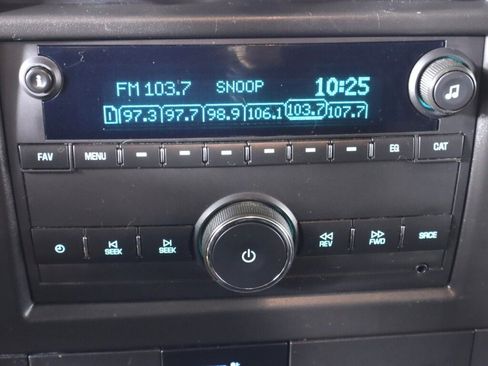 FM 103.7 SNOOP 10:25
1 97.3 97.7 98.9 106.1 103.7 107.7
FAV MENU EQ CAT
SEEK SEEK REV FWD SRCE